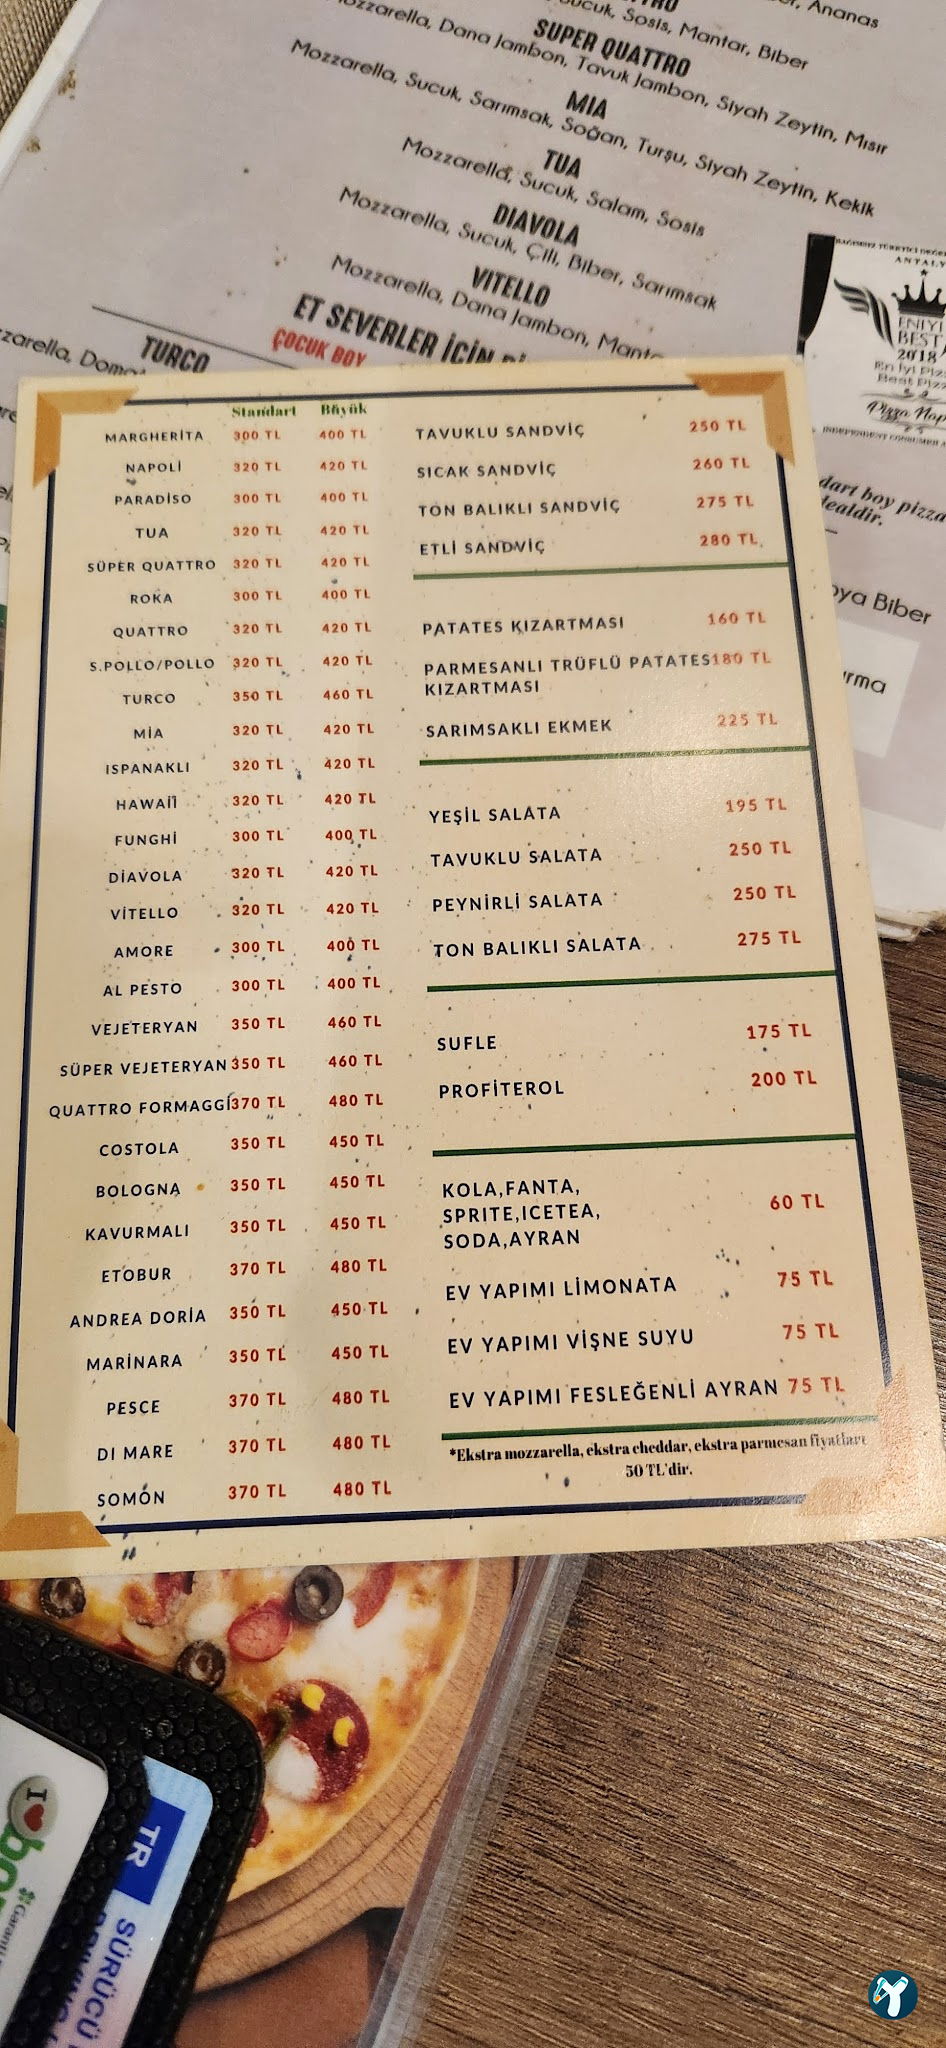 Ananas
Sucuk, Sosis, Mantar, Biber
SUPER QUATTRO
Mozzarella, Dana Jambon, Tavuk Jambon, Siyah Zeytin, Mısır
MIA
Mozzarella, Sucuk, Sarımsak, Soğan, Turşu, Siyah Zeytin, Kekik
TUA
Mozzarella, Sucuk, Salam, Sosis
DIAVOLA
Mozzarella, Sucuk, Çili, Biber, Sarımsak
VITELLO
Mozzarella, Dana Jambon,
ET SEVERLER İÇİN
ÇOCUK BOY
TURCO
2018
En İyi
Best
Pizza
dart boy pizza
idealdir.
Biber
Standart Büyük
MARGHERİTA 300 TL 400 TL
NAPOLİ 320 TL 420 TL
PARADİSO 300 TL 400 TL
TUA 320 TL 420 TL
SÜPER QUATTRO 320 TL 420 TL
ROKA 300 TL 400 TL
QUATTRO 320 TL 420 TL
S.POLLO/POLLO 320 TL 420 TL
TURCO 350 TL 460 TL
MİA 320 TL 420 TL
ISPANAKLI 320 TL 420 TL
HAWAİİ 320 TL 420 TL
FUNGHİ 300 TL 400 TL
DİAVOLA 320 TL 420 TL
VİTELLO 320 TL 420 TL
AMORE 300 TL 400 TL
AL PESTO 300 TL 400 TL
VEJETERYAN 350 TL 460 TL
SÜPER VEJETERYAN 350 TL 460 TL
QUATTRO FORMAGGİ 370 TL 480 TL
COSTOLA 350 TL 450 TL
BOLOGNA 350 TL 450 TL
KAVURMALI 350 TL 450 TL
ETOBUR 370 TL 480 TL
ANDREA DORİA 350 TL 450 TL
MARİNARA 350 TL 450 TL
PESCE 370 TL 480 TL
DI MARE 370 TL 480 TL
SOMON 370 TL 480 TL
TAVUKLU SANDVİÇ 250 TL
SICAK SANDVİÇ 260 TL
TON BALIKLI SANDVİÇ 275 TL
ETLİ SANDVİÇ 280 TL
PATATES KIZARTMASI 160 TL
PARMESANLI TRÜFLÜ PATATES 180 TL
KIZARTMASI
SARIMSAKLI EKMEK 225 TL
YEŞİL SALATA 195 TL
TAVUKLU SALATA 250 TL
PEYNİRLİ SALATA 250 TL
TON BALIKLI SALATA 275 TL
SUFLE 175 TL
PROFİTEROL 200 TL
KOLA,FANTA,
SPRITE,ICETEA, 60 TL
SODA,AYRAN
EV YAPIMI LİMONATA 75 TL
EV YAPIMI VİŞNE SUYU 75 TL
EV YAPIMI FESLEĞENLİ AYRAN 75 TL
*Ekstra mozzarella, ekstra cheddar, ekstra parmesan fiyatları
50 TL'dir.
I
Garanti
TR
SÜRÜCÜ